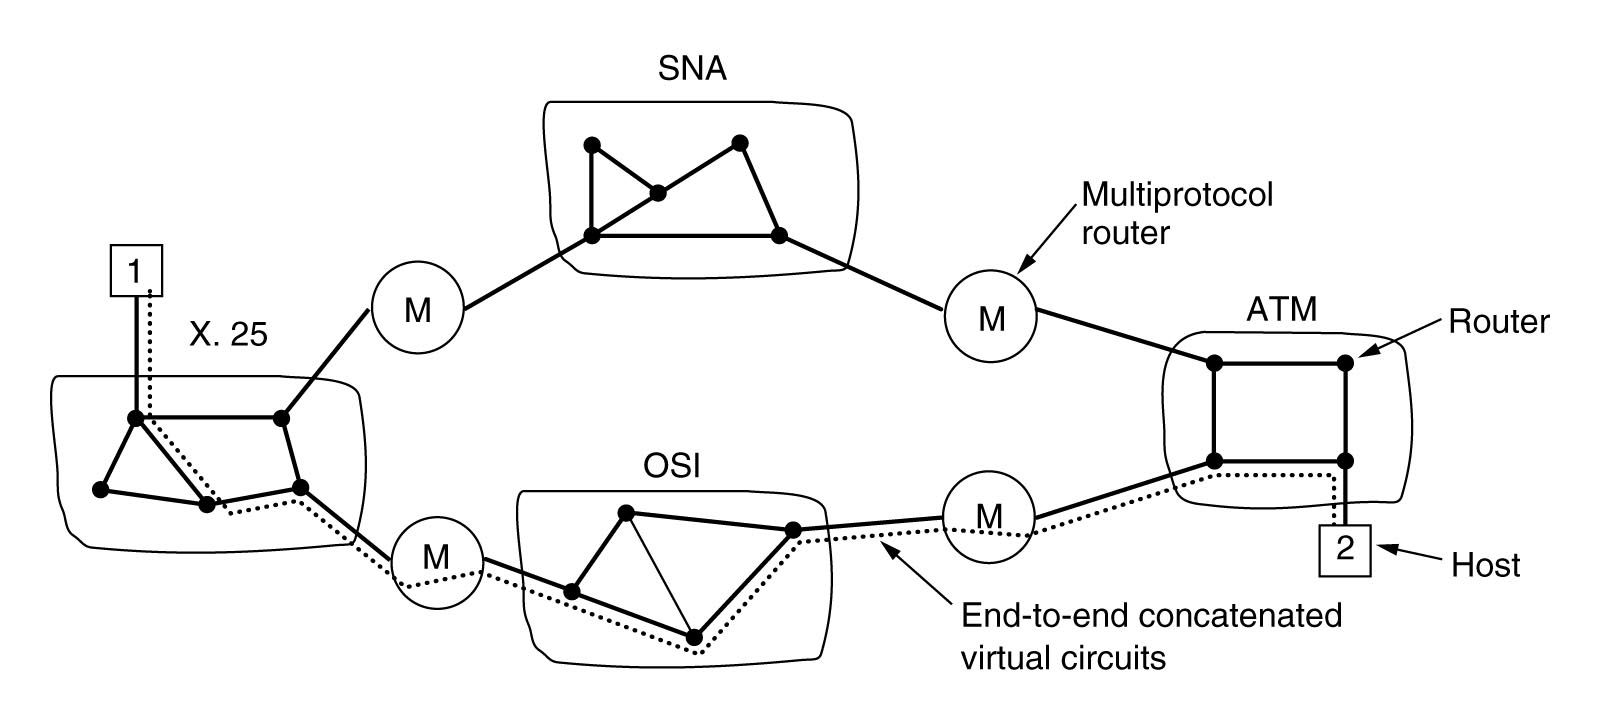 SNA
Multiprotocol
router
1
X. 25
M
M
ATM
Router
OSI
M
M
2
Host
End-to-end concatenated
virtual circuits